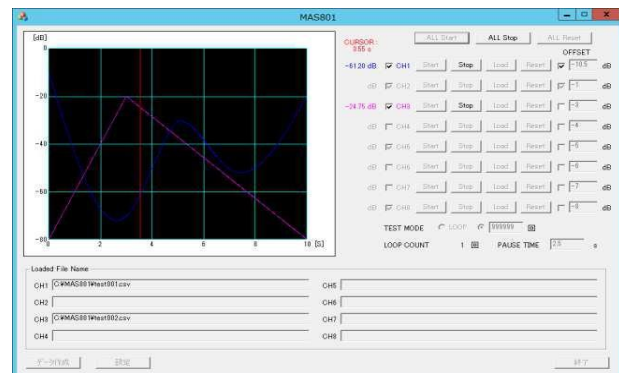 MAS801
[dB]
0
-20
-40
-60
-80
0 2 4 6 8 10 [S]
CURSOR:
3.55 s
ALL Start ALL Stop ALL Reset
OFFSET
-61.20 dB CH1 Start Stop Load Reset -10.5 dB
dB CH2 Start Stop Load Reset -1 dB
-24.75 dB CH3 Start Stop Load Reset -3 dB
dB CH4 Start Stop Load Reset -4 dB
dB CH5 Start Stop Load Reset dB
dB CH6 Start Stop Load Reset dB
dB CH7 Start Stop Load Reset -7 dB
dB CH8 Start Stop Load Reset dB
TEST MODE LOOP 999999 回
LOOP COUNT 1 回 PAUSE TIME 2.5 s
Loaded File Name
CH1 C:¥MAS801¥test001.csv
CH2
CH3 C:¥MAS801¥test002.csv
CH4
CH5
CH6
CH7
CH8
データ作成 設定 終了